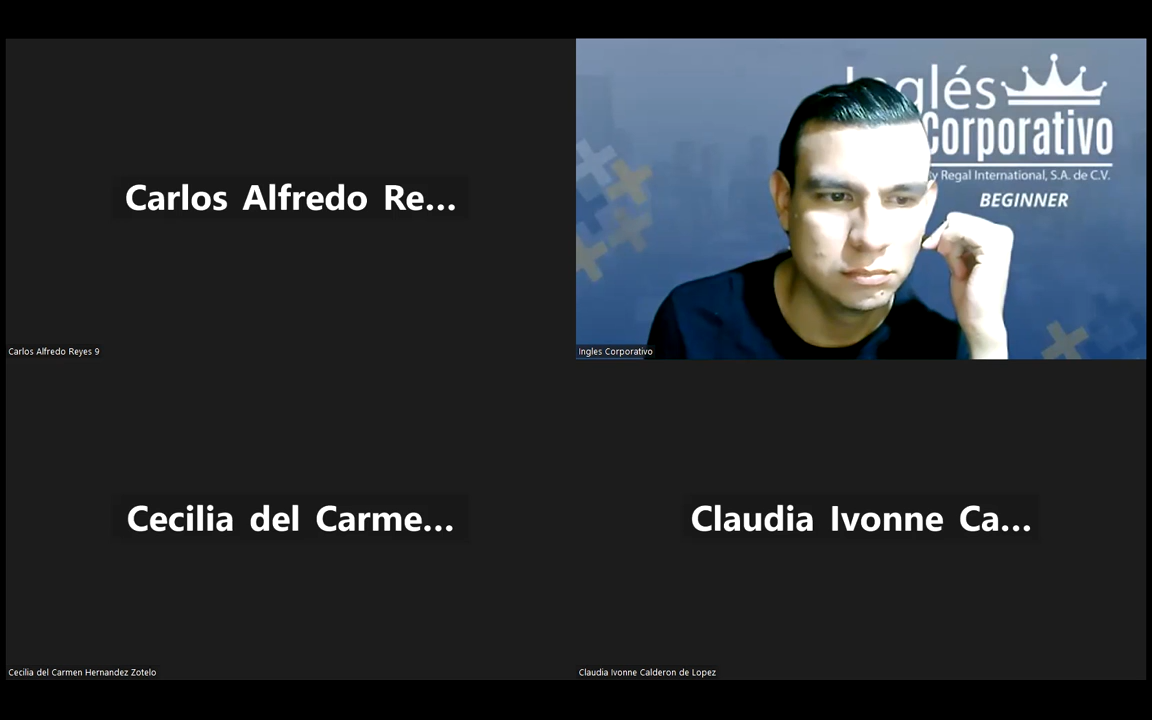 Carlos Alfredo Re...
Carlos Alfredo Reyes 9
Inglés
Corporativo
Regal International, S.A. de C.V.
BEGINNER
Ingles Corporativo
Cecilia del Carme...
Cecilia del Carmen Hernandez Zotelo
Claudia Ivonne Ca...
Claudia Ivonne Calderon de Lopez